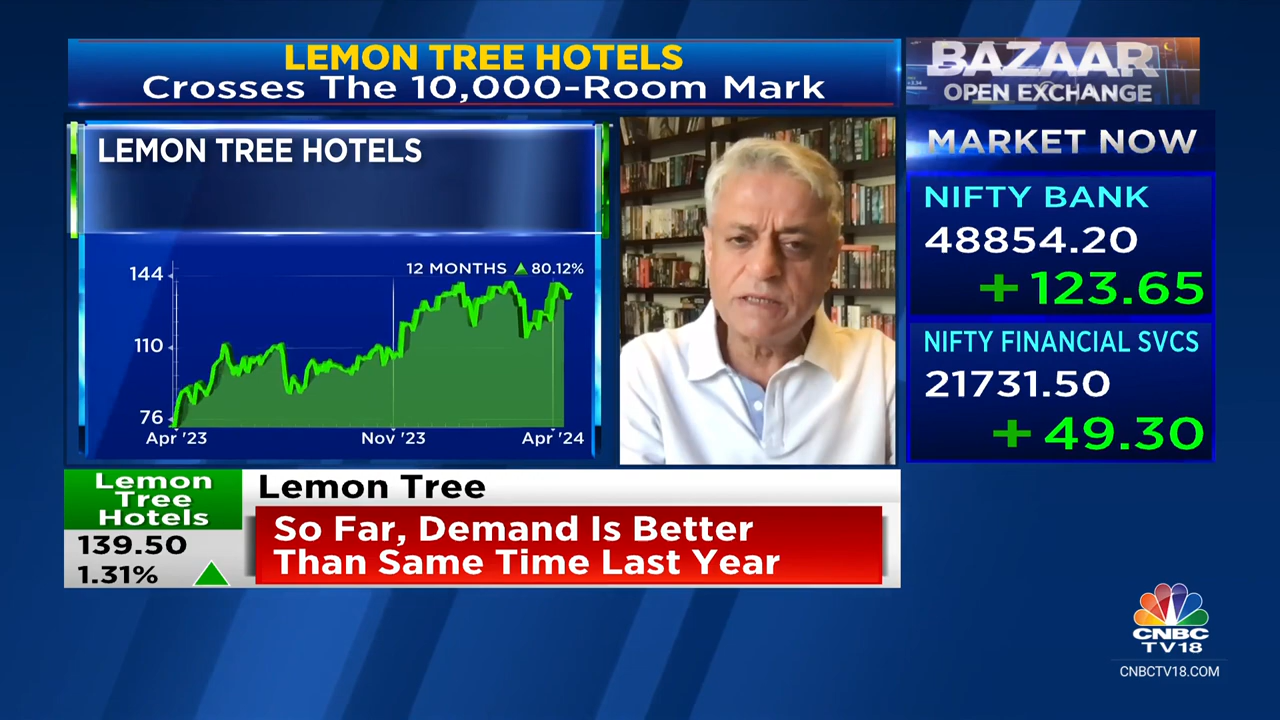 LEMON TREE HOTELS
Crosses The 10,000-Room Mark
BAZAAR
OPEN EXCHANGE
LEMON TREE HOTELS
12 MONTHS ▲ 80.12%
144
110
76
Apr '23
Nov '23
Apr '24
MARKET NOW
NIFTY BANK
48854.20
+ 123.65
NIFTY FINANCIAL SVCS
21731.50
+ 49.30
Lemon
Tree
Hotels
139.50
1.31%
Lemon Tree
So Far, Demand Is Better
Than Same Time Last Year
CNBC
TV18
CNBCTV18.COM